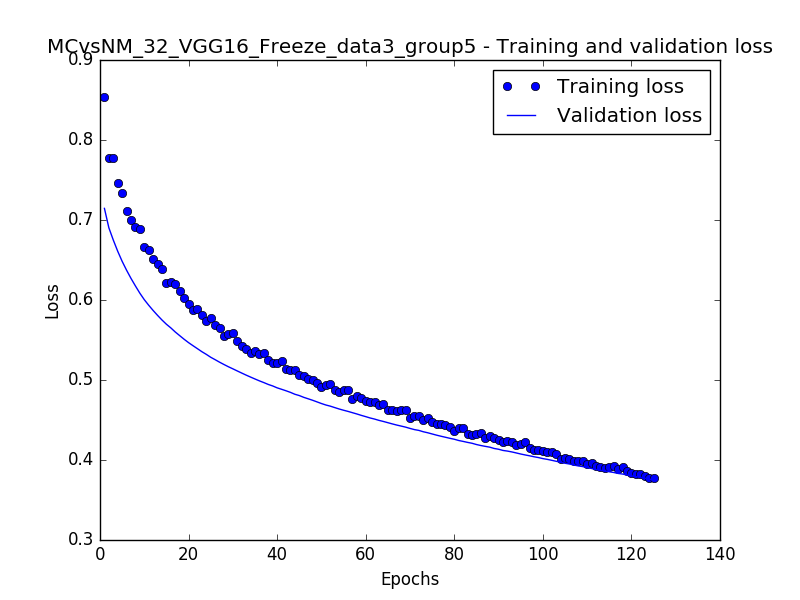 MCvsNM_32_VGG16_Freeze_data3_group5 - Training and validation loss
0.9
Training loss
Validation loss
0.8
0.7
0.6
Loss
0.5
0.4
0.3
0 20 40 60 80 100 120 140
Epochs